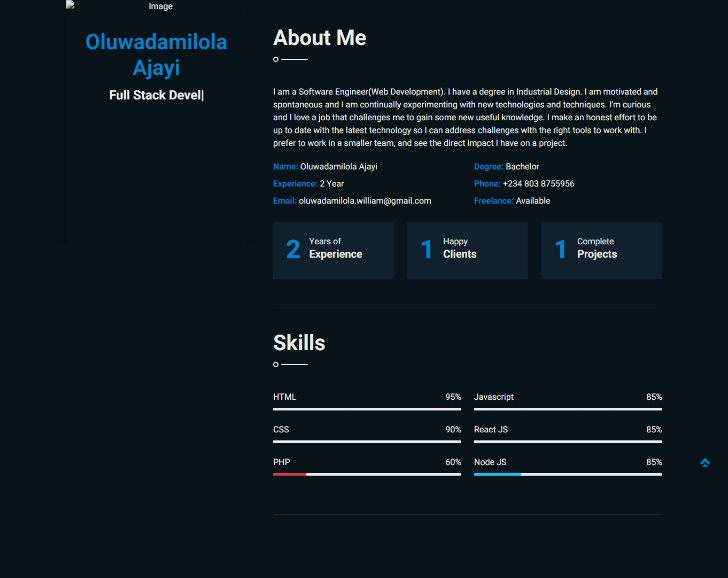 Image
Oluwadamilola
Ajayi
Full Stack Devel|
About Me
I am a Software Engineer(Web Development). I have a degree in Industrial Design. I am motivated and
spontaneous and I am continually experimenting with new technologies and techniques. I'm curious
and I love a job that challenges me to gain some new useful knowledge. I make an honest effort to be
up to date with the latest technology so I can address challenges with the right tools to work with. I
prefer to work in a smaller team, and see the direct impact I have on a project.
Name: Oluwadamilola Ajayi
Degree: Bachelor
Experience: 2 Year
Phone: +234 803 8755956
Email: oluwadamilola.william@gmail.com
Freelance: Available
2 Years of
Experience
1 Happy
Clients
1 Complete
Projects
Skills
HTML 95%
Javascript 85%
CSS 90%
React JS 85%
PHP 60%
Node JS 85%